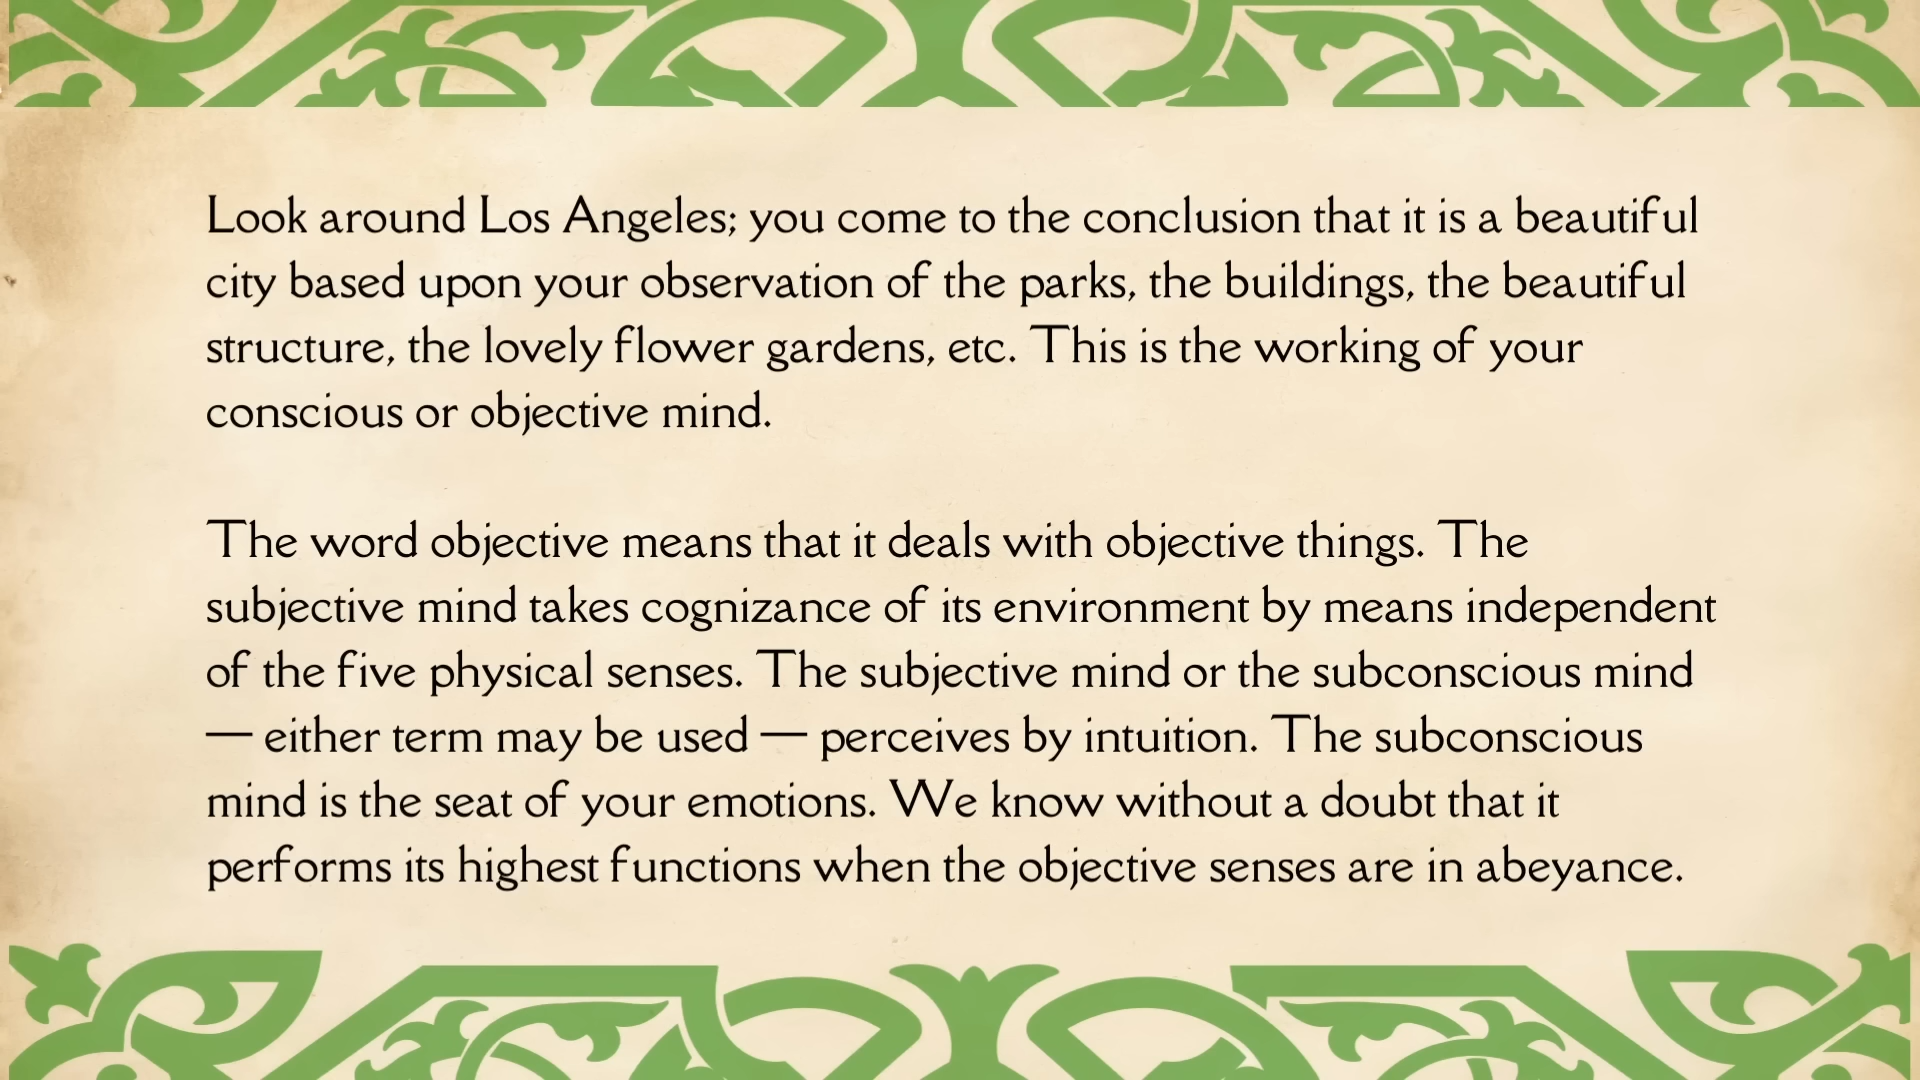 Look around Los Angeles; you come to the conclusion that it is a beautiful
city based upon your observation of the parks, the buildings, the beautiful
structure, the lovely flower gardens, etc. This is the working of your
conscious or objective mind.
The word objective means that it deals with objective things. The
subjective mind takes cognizance of its environment by means independent
of the five physical senses. The subjective mind or the subconscious mind
— either term may be used — perceives by intuition. The subconscious
mind is the seat of your emotions. We know without a doubt that it
performs its highest functions when the objective senses are in abeyance.